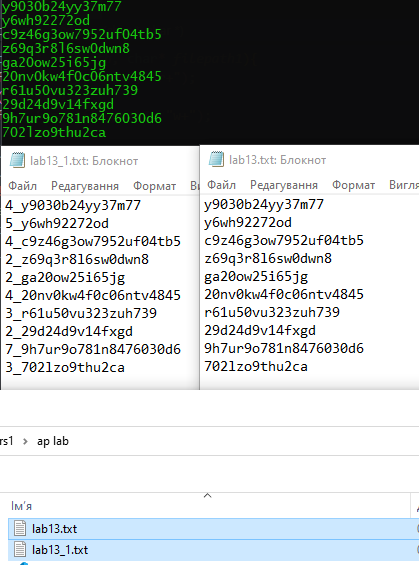 y9030b24yy37m77
y6wh92272od
c9z46g3ow7952uf04tb5
z69q3r8l6sw0dwn8
ga20ow25i65jg
20nv0kw4f0c06ntv4845
r61u50vu323zuh739
29d24d9v14fxgd
9h7ur9o781n8476030d6
702lzo9thu2ca
lab13_1.txt: Блокнот
Файл Редагування Формат Вигл
4_y9030b24yy37m77
5_y6wh92272od
4_c9z46g3ow7952uf04tb5
2_z69q3r8l6sw0dwn8
2_ga20ow25i65jg
4_20nv0kw4f0c06ntv4845
3_r61u50vu323zuh739
2_29d24d9v14fxgd
7_9h7ur9o781n8476030d6
3_702lzo9thu2ca
lab13.txt: Блокнот
Файл Редагування Формат Вигля
y9030b24yy37m77
y6wh92272od
c9z46g3ow7952uf04tb5
z69q3r8l6sw0dwn8
ga20ow25i65jg
20nv0kw4f0c06ntv4845
r61u50vu323zuh739
29d24d9v14fxgd
9h7ur9o781n8476030d6
702lzo9thu2ca
rs1 > ap lab
Ім'я
lab13.txt
lab13_1.txt